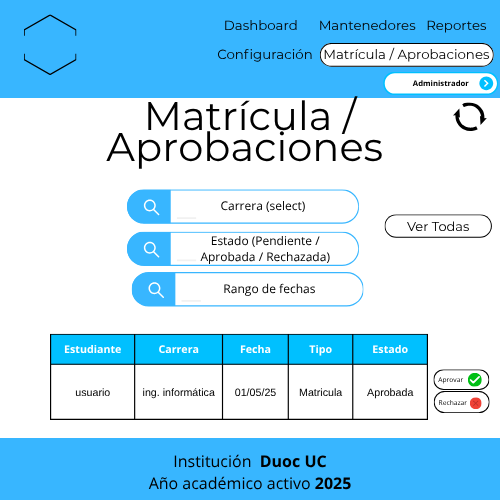 Dashboard Mantenedores Reportes
Configuración Matrícula / Aprobaciones
Administrador
Matrícula /
Aprobaciones
Carrera (select)
Estado (Pendiente /
Aprobada / Rechazada)
Ver Todas
Rango de fechas
Estudiante Carrera Fecha Tipo Estado
usuario ing. informática 01/05/25 Matricula Aprobada
Aprovar
Rechazar
Institución Duoc UC
Año académico activo 2025